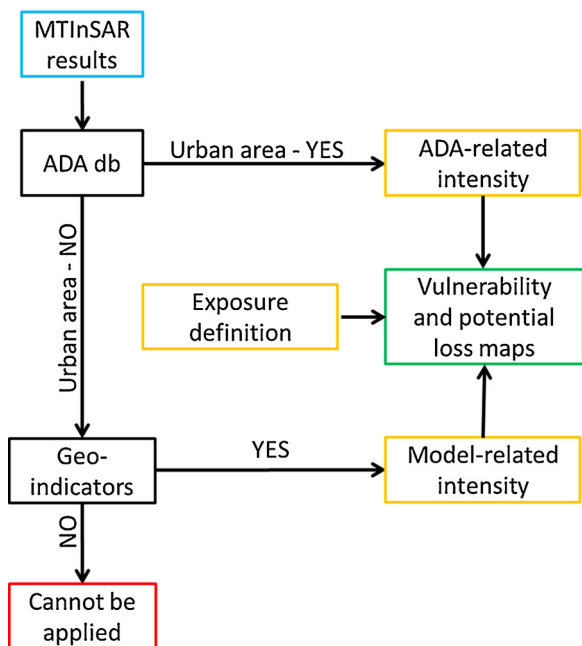 MTInSAR
results
ADA db
Urban area - YES
ADA-related
intensity
Urban area - NO
Exposure
definition
Vulnerability
and potential
loss maps
Geo-
indicators
YES
Model-related
intensity
NO
Cannot be
applied